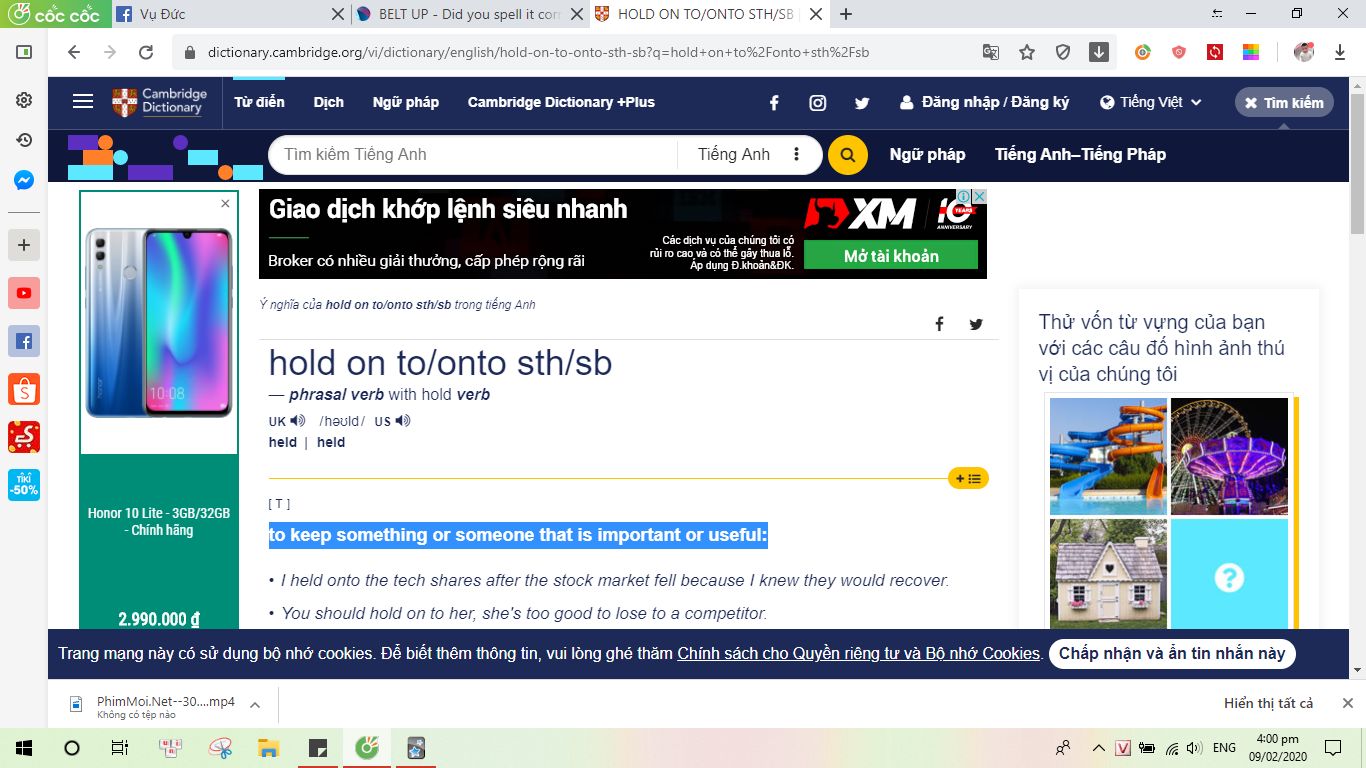 cốc cốc
Vụ Đức
BELT UP - Did you spell it corr
HOLD ON TO/ONTO STH/SB |
dictionary.cambridge.org/vi/dictionary/english/hold-on-to-onto-sth-sb?q=hold+on+to%2Fonto+sth%2Fsb
Cambridge
Dictionary
Từ điển
Dịch
Ngữ pháp
Cambridge Dictionary +Plus
Đăng nhập / Đăng ký
Tiếng Việt
Tìm kiếm
Tìm kiếm Tiếng Anh
Tiếng Anh
Ngữ pháp
Tiếng Anh–Tiếng Pháp
Giao dịch khớp lệnh siêu nhanh
Broker có nhiều giải thưởng, cấp phép rộng rãi
Các dịch vụ của chúng tôi có
rủi ro cao và có thể gây thua lỗ.
Áp dụng Đ.khoản&ĐK.
XM
10
YEARS
ANNIVERSARY
Mở tài khoản
honor
10:08
Honor 10 Lite - 3GB/32GB
- Chính hãng
2.990.000 ₫
TIKI
-50%
Ý nghĩa của hold on to/onto sth/sb trong tiếng Anh
hold on to/onto sth/sb
— phrasal verb with hold verb
UK /həʊld/ US
held | held
[ T ]
to keep something or someone that is important or useful:
• I held onto the tech shares after the stock market fell because I knew they would recover.
• You should hold on to her, she's too good to lose to a competitor.
Thử vốn từ vựng của bạn
với các câu đố hình ảnh thú
vị của chúng tôi
Trang mạng này có sử dụng bộ nhớ cookies. Để biết thêm thông tin, vui lòng ghé thăm Chính sách cho Quyền riêng tư và Bộ nhớ Cookies.
Chấp nhận và ẩn tin nhắn này
PhimMoi.Net--30....mp4
Không có tệp nào
Hiển thị tất cả
ENG
4:00 pm
09/02/2020